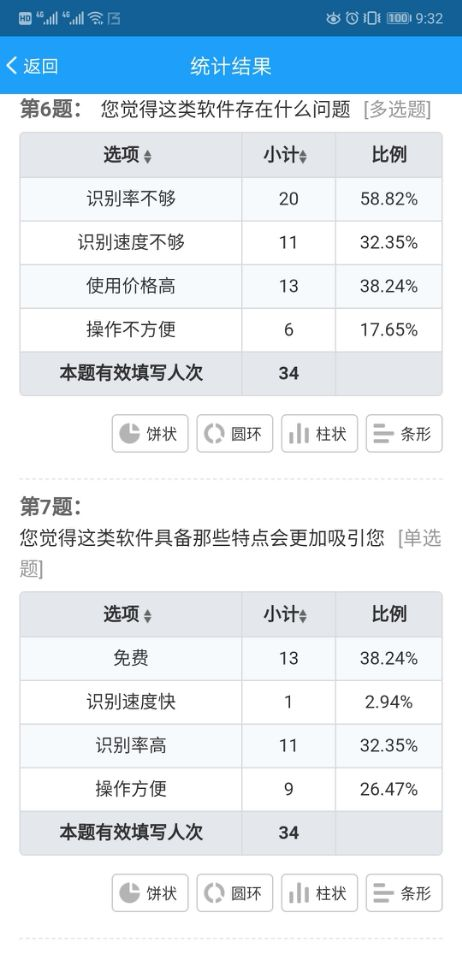 HD 4G 4G 100 9:32
返回 统计结果
第6题： 您觉得这类软件存在什么问题 [多选题]
选项 小计 比例
识别率不够 20 58.82%
识别速度不够 11 32.35%
使用价格高 13 38.24%
操作不方便 6 17.65%
本题有效填写人次 34
饼状 圆环 柱状 条形
第7题：
您觉得这类软件具备那些特点会更加吸引您 [单选
题]
选项 小计 比例
免费 13 38.24%
识别速度快 1 2.94%
识别率高 11 32.35%
操作方便 9 26.47%
本题有效填写人次 34
饼状 圆环 柱状 条形